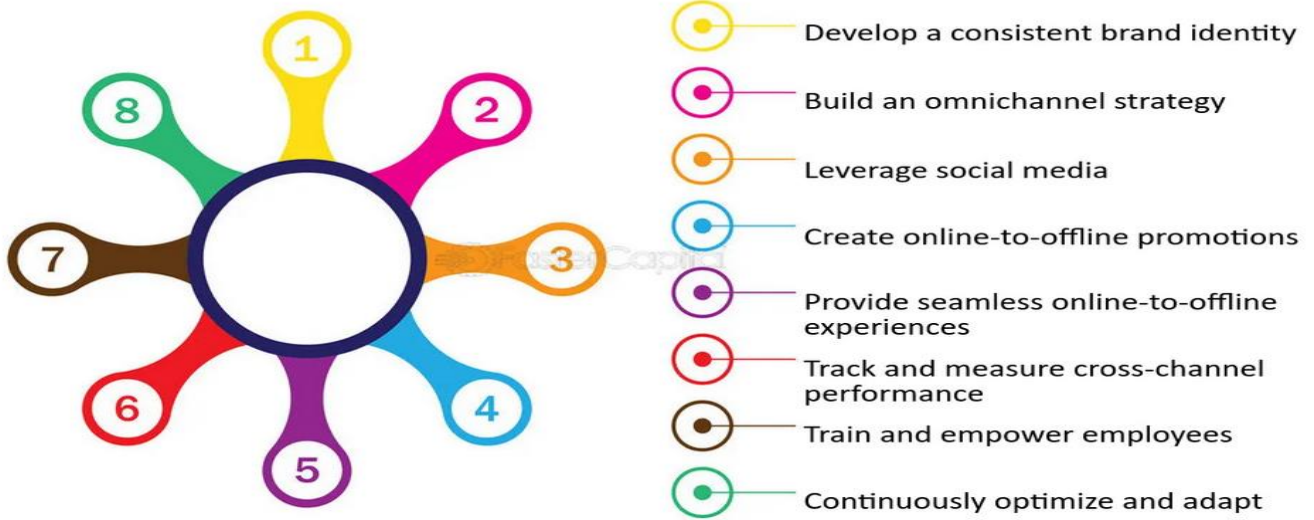 1
2
3
4
5
6
7
8
Develop a consistent brand identity
Build an omnichannel strategy
Leverage social media
Create online-to-offline promotions
Provide seamless online-to-offline
experiences
Track and measure cross-channel
performance
Train and empower employees
Continuously optimize and adapt